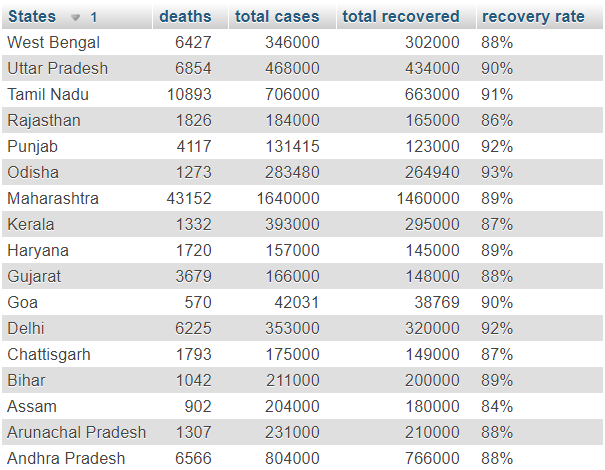 States 1 deaths total cases total recovered recovery rate
West Bengal 6427 346000 302000 88%
Uttar Pradesh 6854 468000 434000 90%
Tamil Nadu 10893 706000 663000 91%
Rajasthan 1826 184000 165000 86%
Punjab 4117 131415 123000 92%
Odisha 1273 283480 264940 93%
Maharashtra 43152 1640000 1460000 89%
Kerala 1332 393000 295000 87%
Haryana 1720 157000 145000 89%
Gujarat 3679 166000 148000 88%
Goa 570 42031 38769 90%
Delhi 6225 353000 320000 92%
Chattisgarh 1793 175000 149000 87%
Bihar 1042 211000 200000 89%
Assam 902 204000 180000 84%
Arunachal Pradesh 1307 231000 210000 88%
Andhra Pradesh 6566 804000 766000 88%